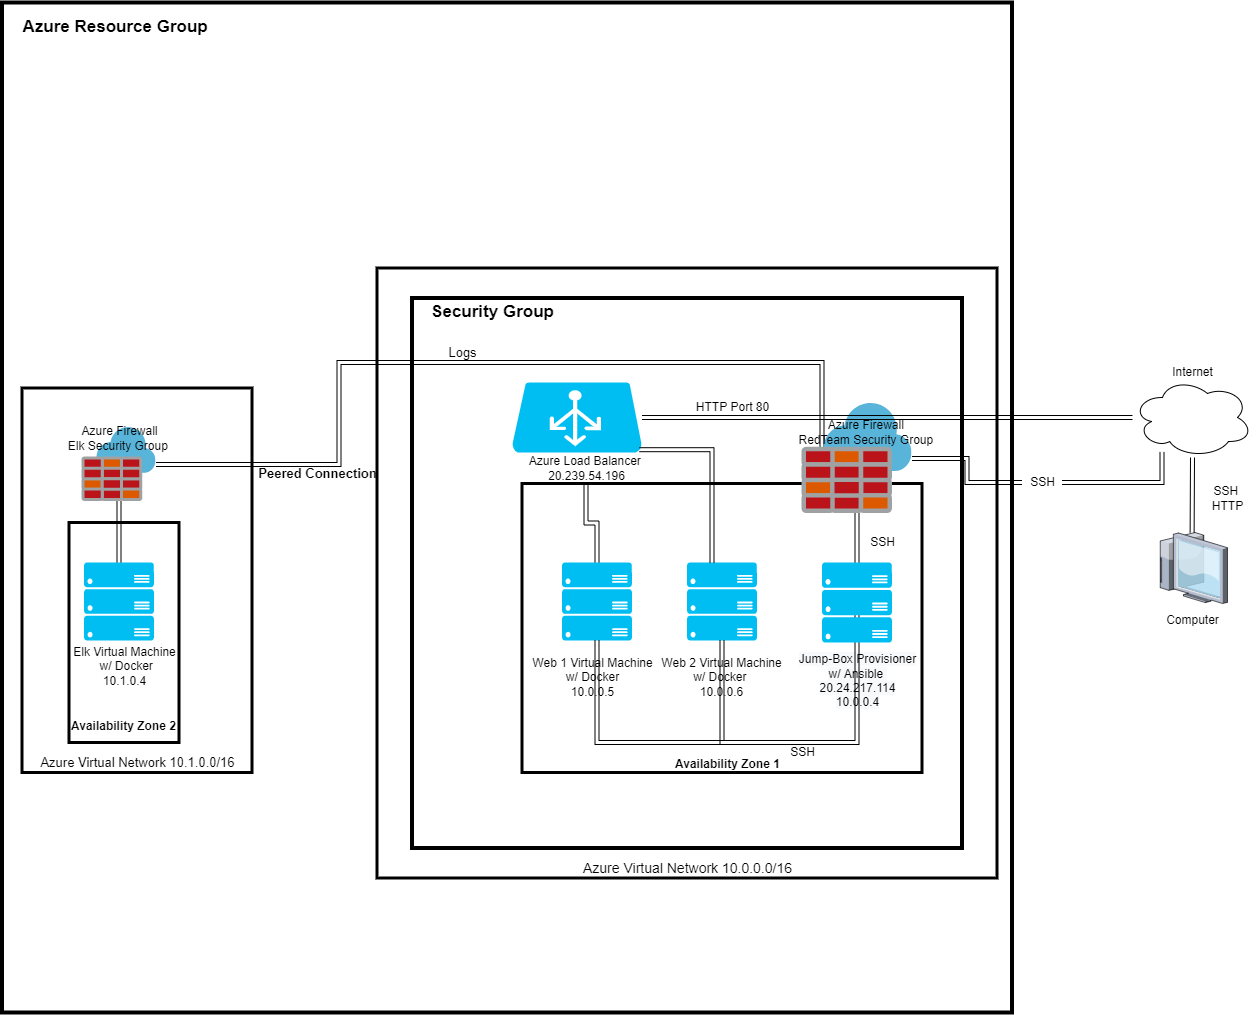 Azure Resource Group
Security Group
Logs
Internet
HTTP Port 80
Azure Firewall
RedTeam Security Group
Azure Firewall
Elk Security Group
Azure Load Balancer
20.239.54.196
Peered Connection
SSH
SSH
HTTP
SSH
Computer
Elk Virtual Machine
w/ Docker
10.1.0.4
Web 1 Virtual Machine
w/ Docker
10.0.0.5
Web 2 Virtual Machine
w/ Docker
10.0.0.6
Jump-Box Provisioner
w/ Ansible
20.24.217.114
10.0.0.4
Availability Zone 2
SSH
Azure Virtual Network 10.1.0.0/16
Availability Zone 1
Azure Virtual Network 10.0.0.0/16